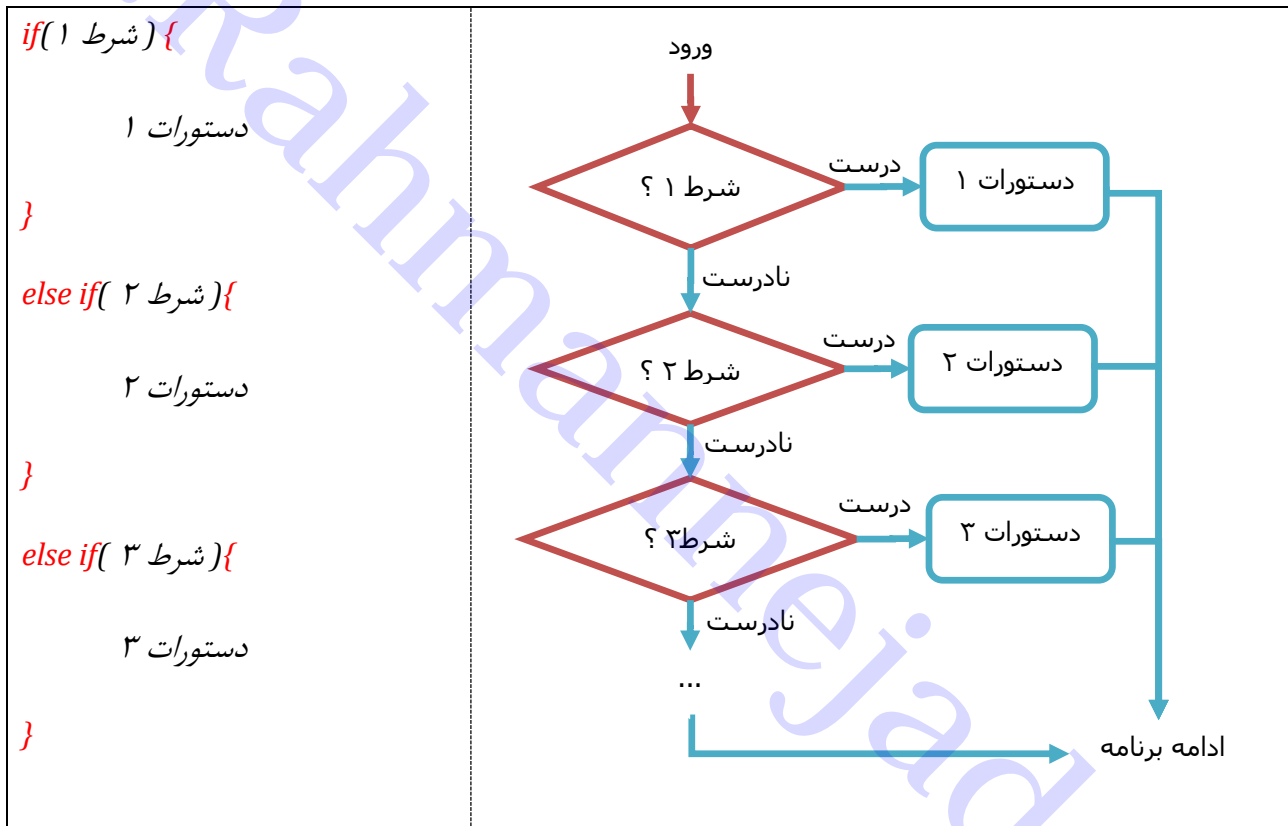 if( شرط ۱ ) {
دستورات ۱
}
else if( شرط ۲ ){
دستورات ۲
}
else if( شرط ۳ ){
دستورات ۳
}
ورود
شرط ۱ ؟
درست
دستورات ۱
نادرست
شرط ۲ ؟
درست
دستورات ۲
نادرست
شرط۳ ؟
درست
دستورات ۳
نادرست
...
ادامه برنامه
Rahmannejad